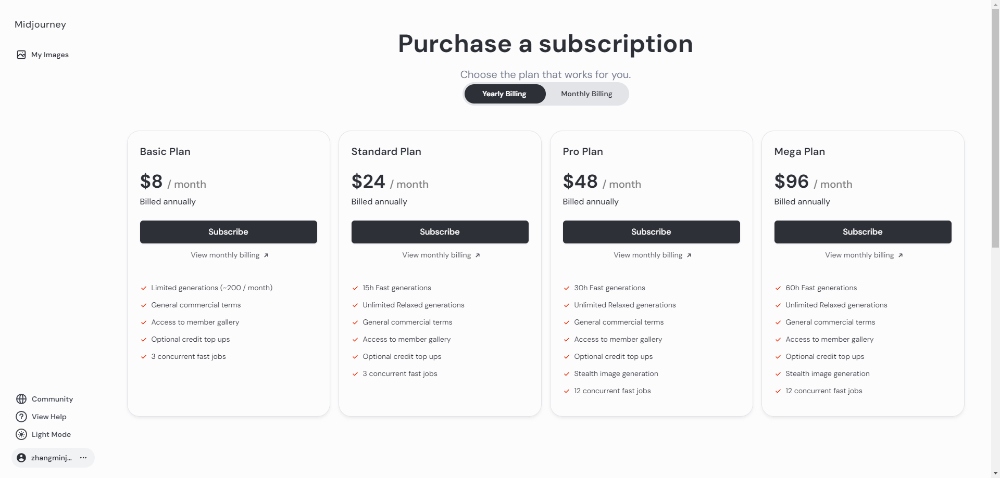 Midjourney
My Images
Purchase a subscription
Choose the plan that works for you.
Yearly Billing
Monthly Billing
Basic Plan
$8 / month
Billed annually
Subscribe
View monthly billing
Limited generations (~200 / month)
General commercial terms
Access to member gallery
Optional credit top ups
3 concurrent fast jobs
Standard Plan
$24 / month
Billed annually
Subscribe
View monthly billing
15h Fast generations
Unlimited Relaxed generations
General commercial terms
Access to member gallery
Optional credit top ups
3 concurrent fast jobs
Pro Plan
$48 / month
Billed annually
Subscribe
View monthly billing
30h Fast generations
Unlimited Relaxed generations
General commercial terms
Access to member gallery
Optional credit top ups
Stealth image generation
12 concurrent fast jobs
Mega Plan
$96 / month
Billed annually
Subscribe
View monthly billing
60h Fast generations
Unlimited Relaxed generations
General commercial terms
Access to member gallery
Optional credit top ups
Stealth image generation
12 concurrent fast jobs
Community
View Help
Light Mode
zhangminj...